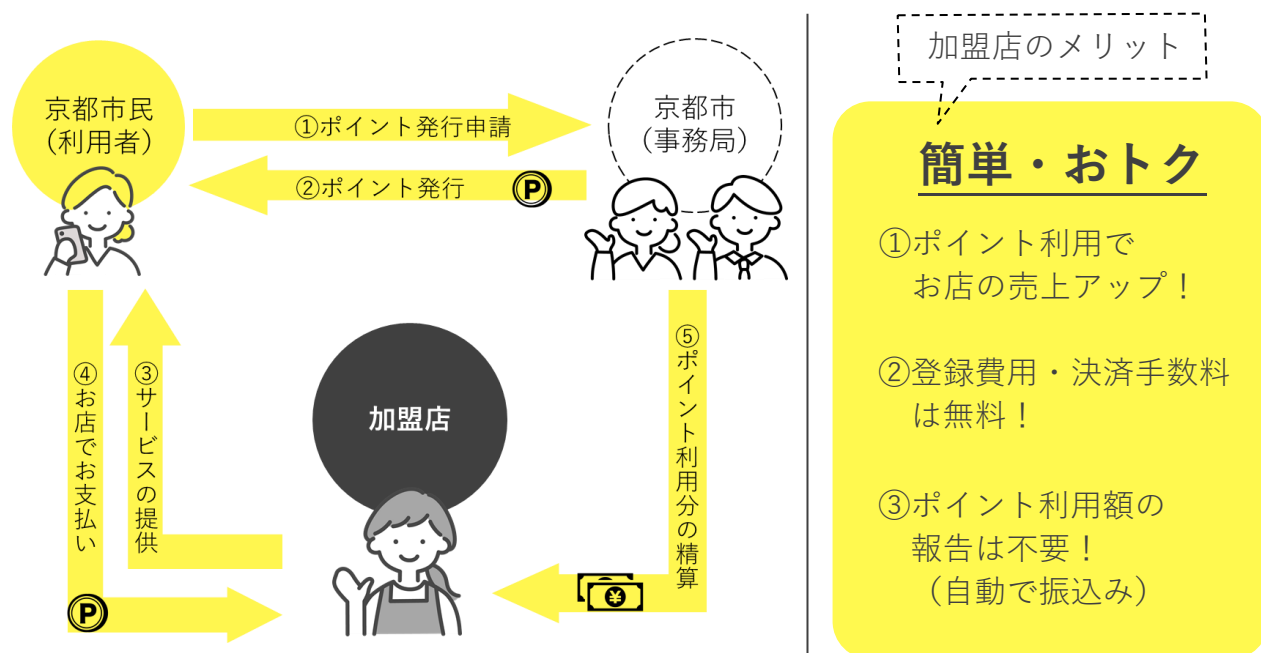 京都市民
（利用者）
①ポイント発行申請
②ポイント発行
P
京都市
（事務局）
④お店でお支払い
P
③サービスの提供
加盟店
⑤ポイント利用分の精算
¥
加盟店のメリット
簡単・おトク
①ポイント利用で
お店の売上アップ！
②登録費用・決済手数料
は無料！
③ポイント利用額の
報告は不要！
（自動で振込み）